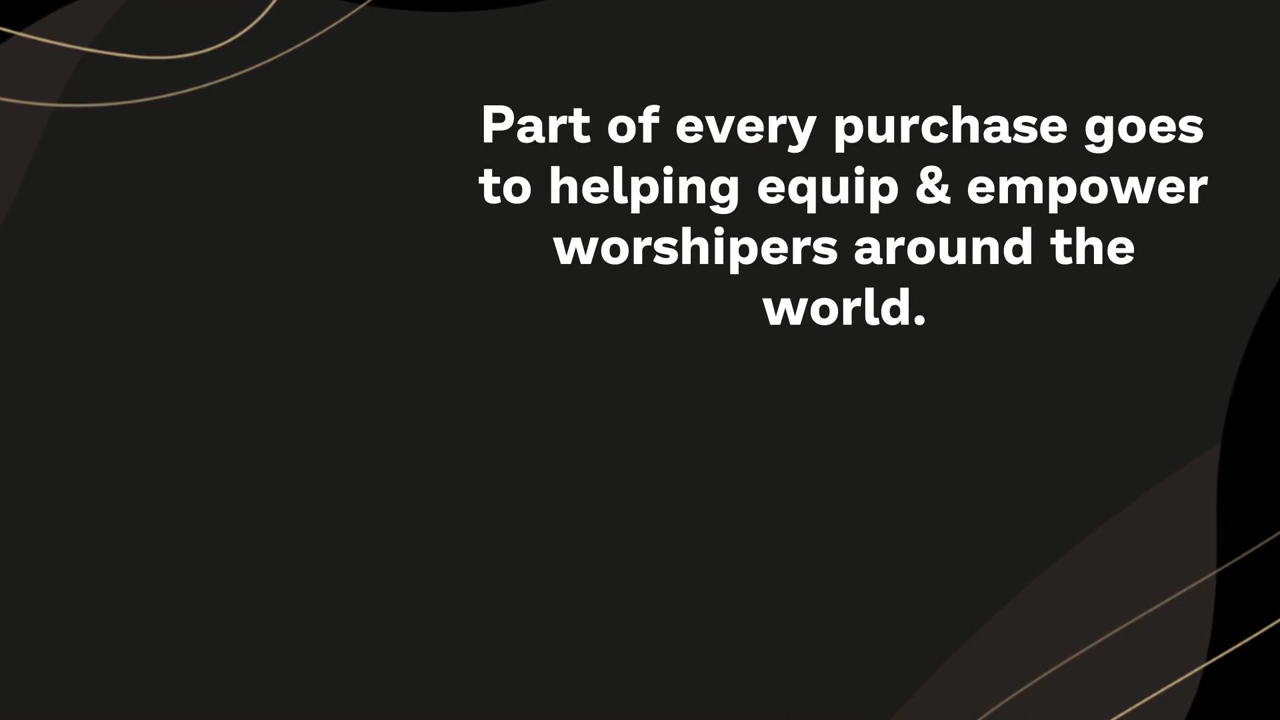 Part of every purchase goes
to helping equip & empower
worshipers around the
world.